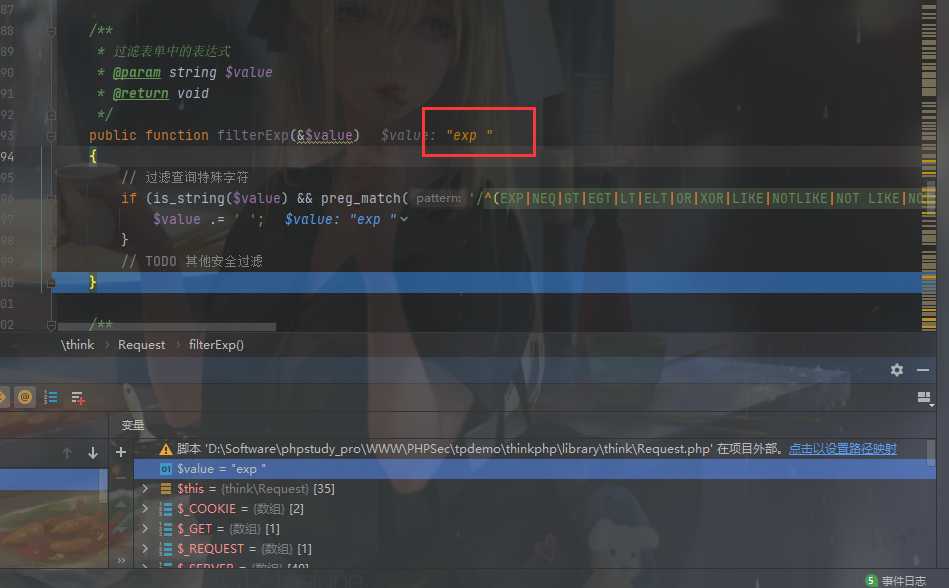 87
88 /**
89 * 过滤表单中的表达式
90 * @param string $value
91 * @return void
92 */
93 public function filterExp(&$value) $value: "exp "
94 {
95 // 过滤查询特殊字符
96 if (is_string($value) && preg_match( pattern: '/^(EXP|NEQ|GT|EGT|LT|ELT|OR|XOR|LIKE|NOTLIKE|NOT LIKE|NO
97 $value .= ' '; $value: "exp "
98 }
99 // TODO 其他安全过滤
00 }
01
02 /**
\think > Request > filterExp()
变量
脚本 'D:\Software\phpstudy_pro\WWW\PHPSec\tpdemo\thinkphp\library\think\Request.php' 在项目外部。 点击以设置路径映射
01 $value = "exp "
$this = {think\Request} [35]
$_COOKIE = {数组} [2]
$_GET = {数组} [1]
$_REQUEST = {数组} [1]
$_SERVER = {数组} [49]
5 事件日志